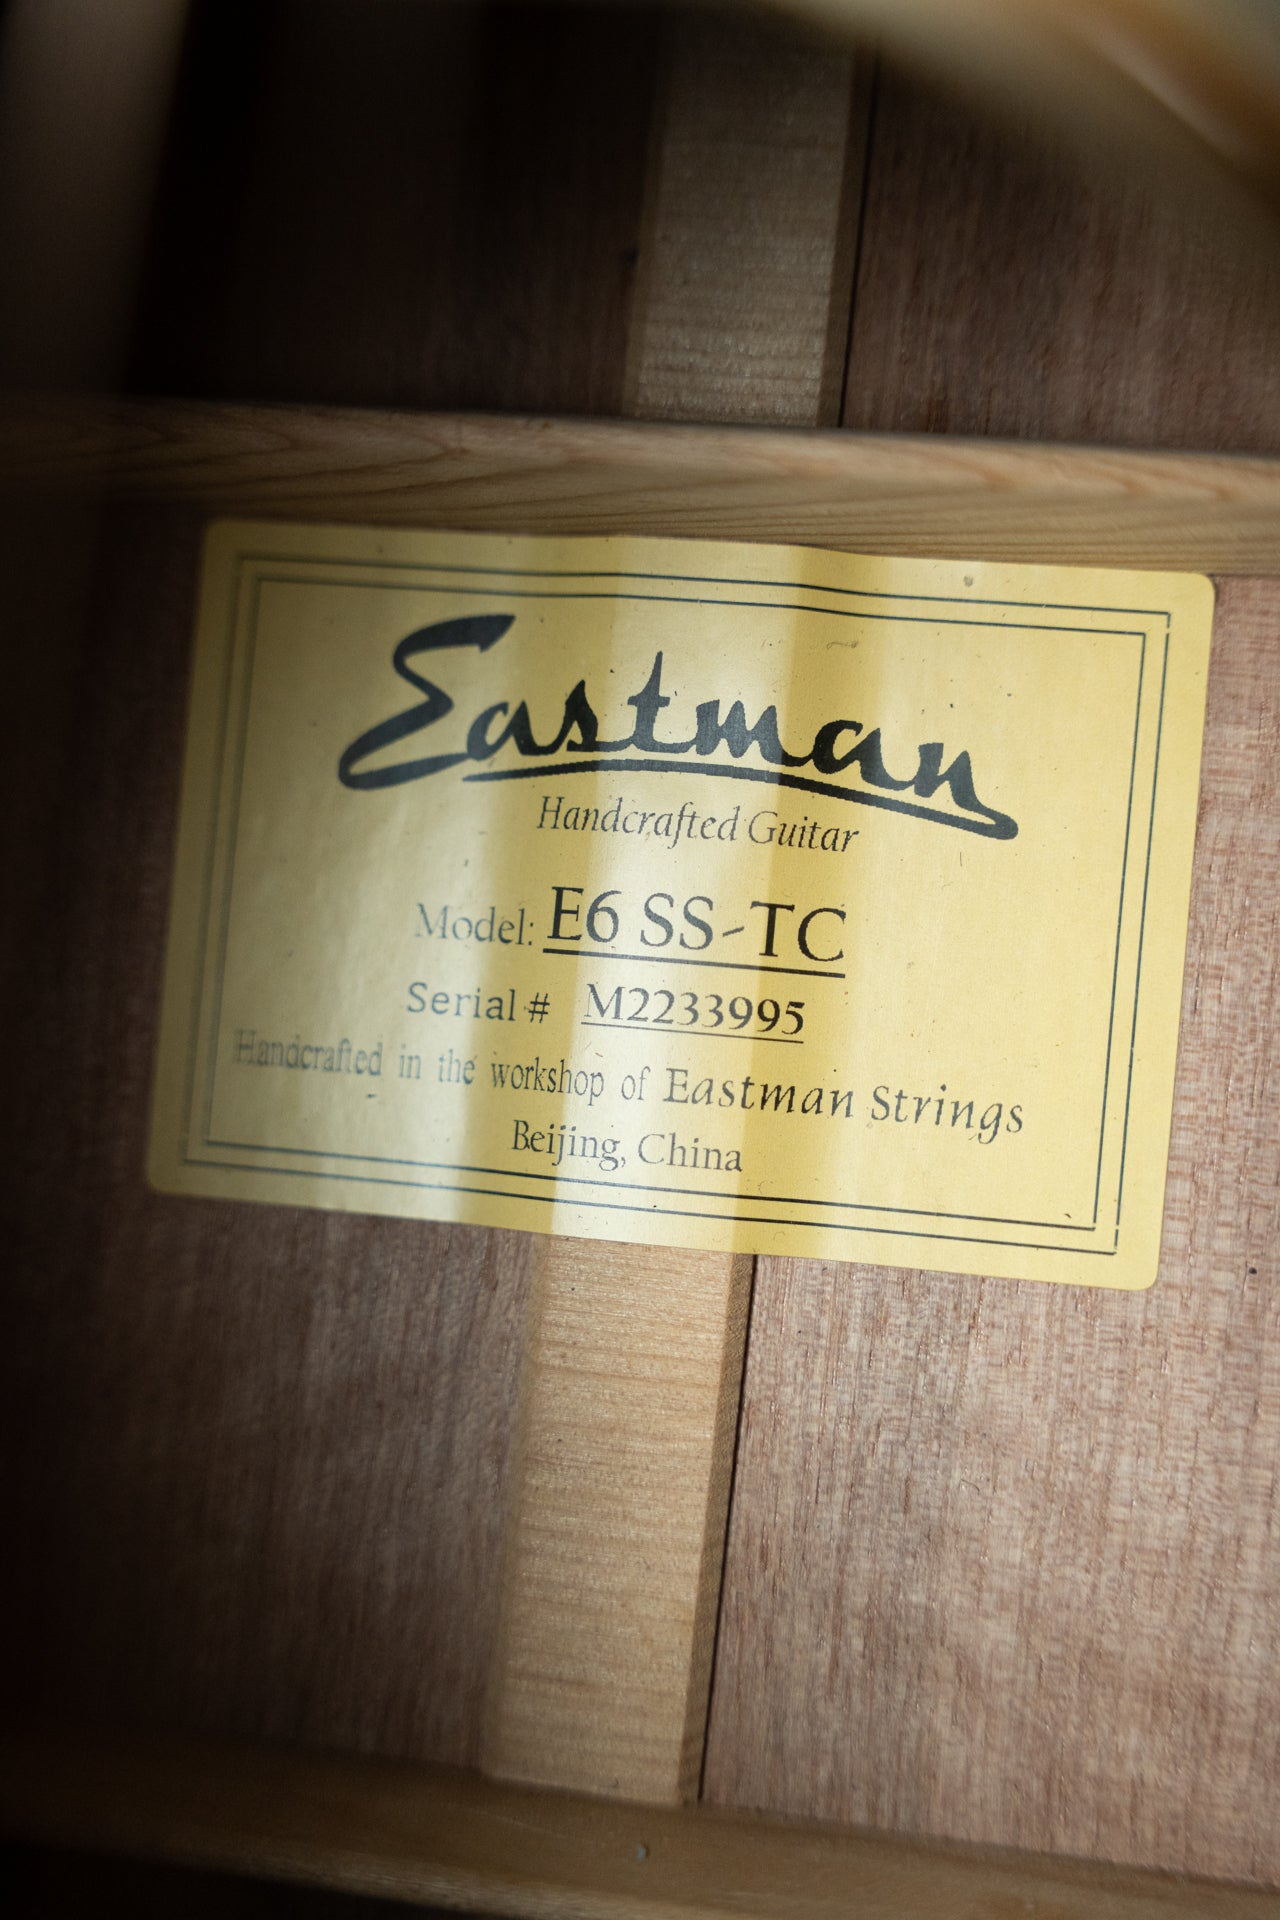 Eastman
Handcrafted Guitar
Model: E6 SS-TC
Serial # M2233995
Handcrafted in the workshop of Eastman Strings
Beijing, China